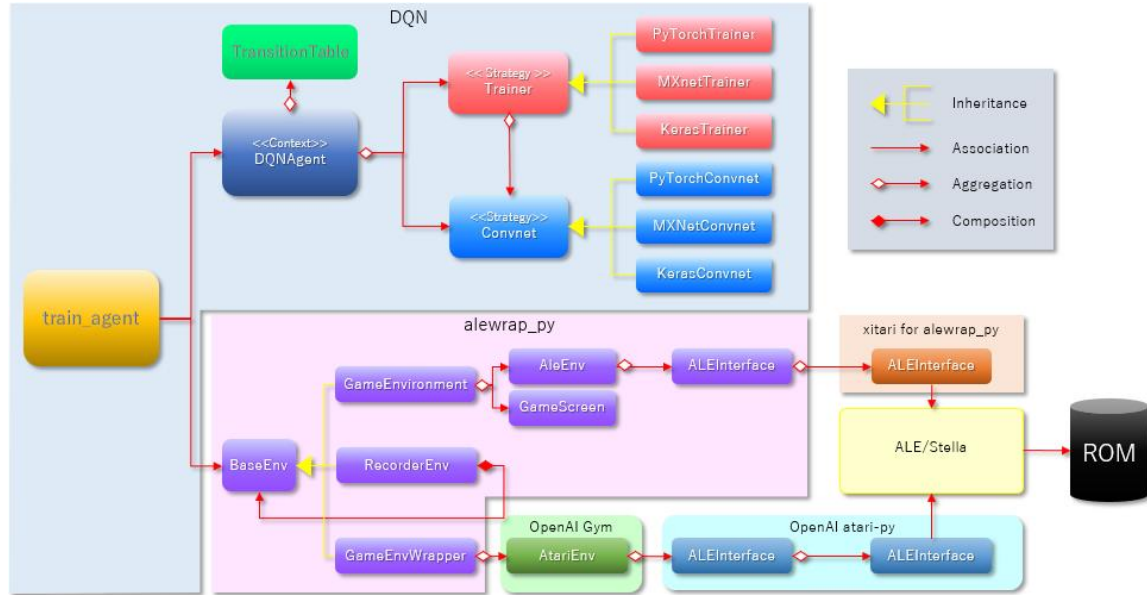 DQN
TransitionTable
<<Context>>
DQNAgent
<< Strategy >>
Trainer
PyTorchTrainer
MXnetTrainer
KerasTrainer
<<Strategy>>
Convnet
PyTorchConvnet
MXNetConvnet
KerasConvnet
Inheritance
Association
Aggregation
Composition
train_agent
alewrap_py
GameEnvironment
AleEnv
ALEInterface
GameScreen
BaseEnv
RecorderEnv
GameEnvWrapper
xitari for alewrap_py
ALEInterface
ALE/Stella
ROM
OpenAI Gym
AtariEnv
OpenAI atari-py
ALEInterface
ALEInterface